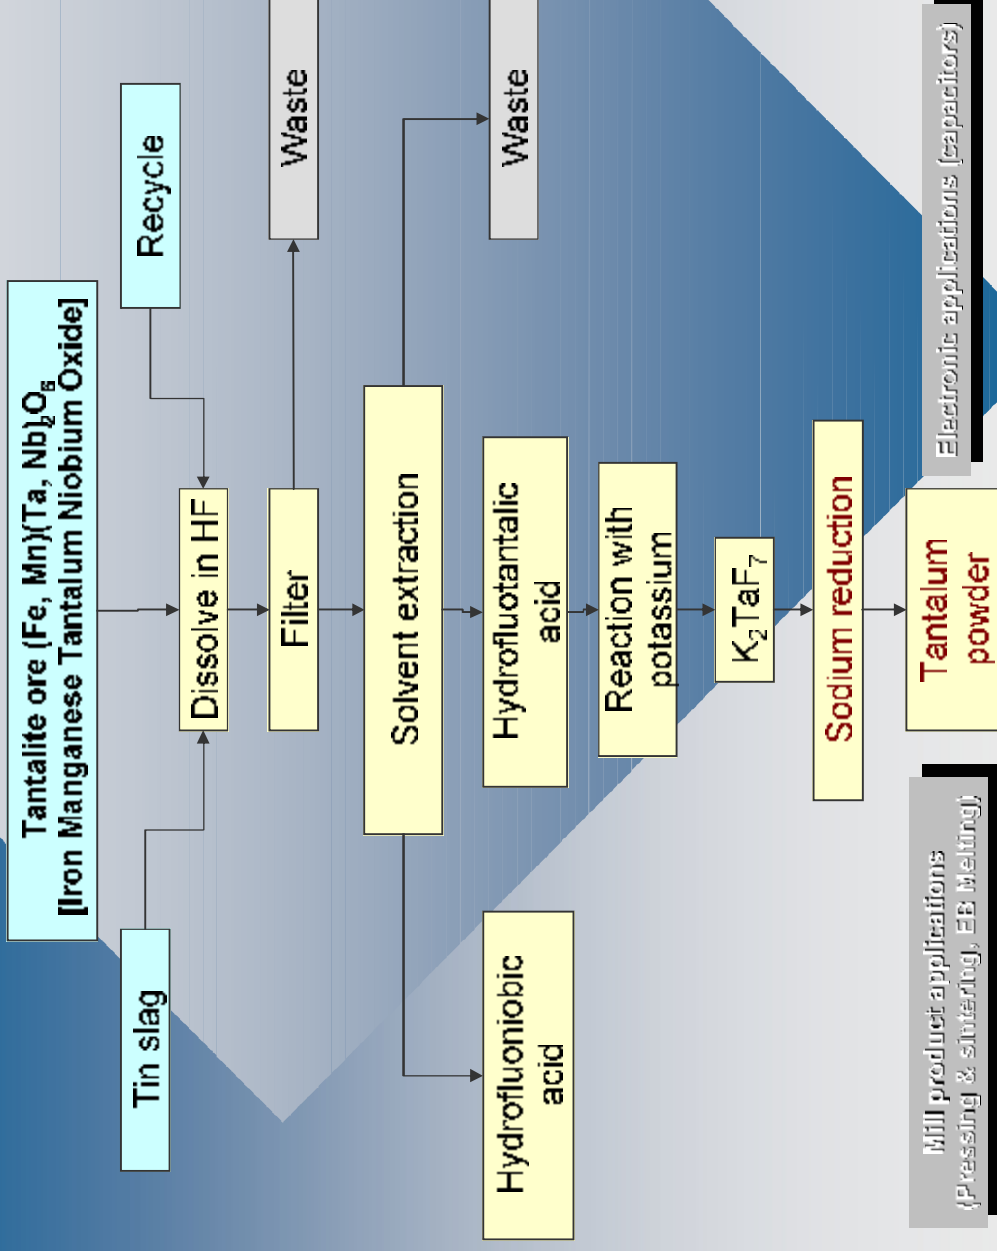 Tantalite ore (Fe, Mn)(Ta, Nb)₂O₆
[Iron Manganese Tantalum Niobium Oxide]
Tin slag
Recycle
Dissolve in HF
Filter
Waste
Solvent extraction
Waste
Hydrofluoniobic
acid
Hydrofluotantalic
acid
Reaction with
potassium
K₂TaF₇
Sodium reduction
Tantalum
powder
Mill product applications
(Pressing & sintering, EB Melting)
Electronic applications (capacitors)